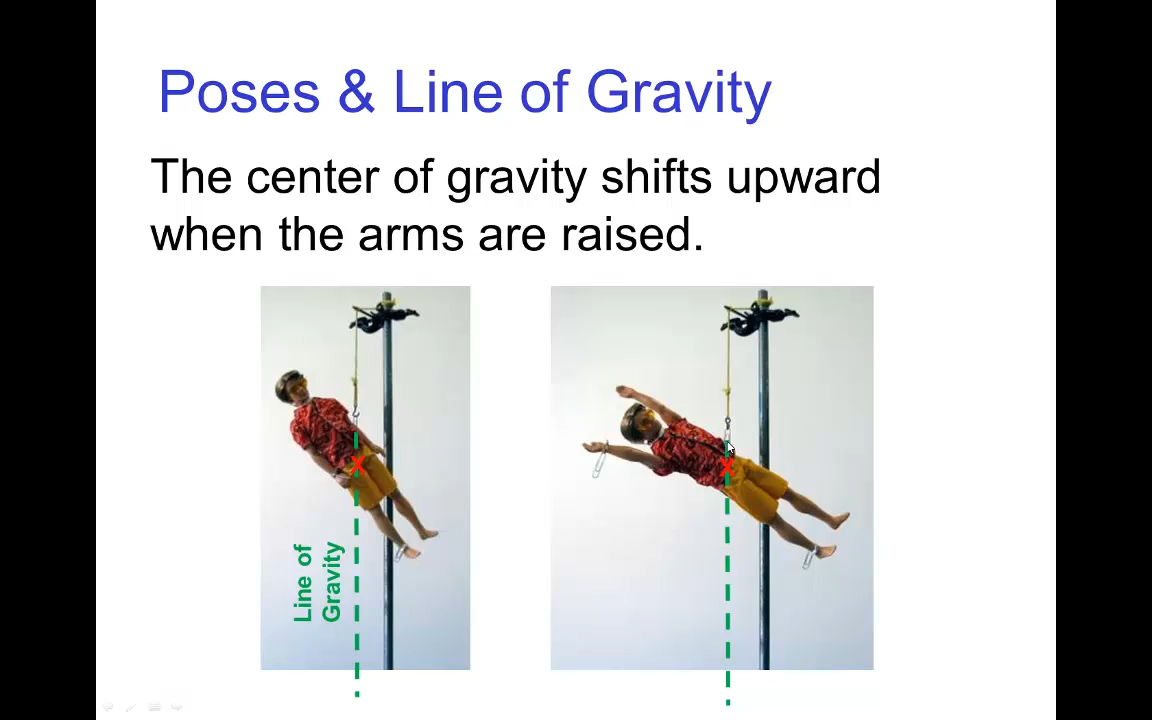 Poses & Line of Gravity
The center of gravity shifts upward
when the arms are raised.
X
X
Line of
Gravity